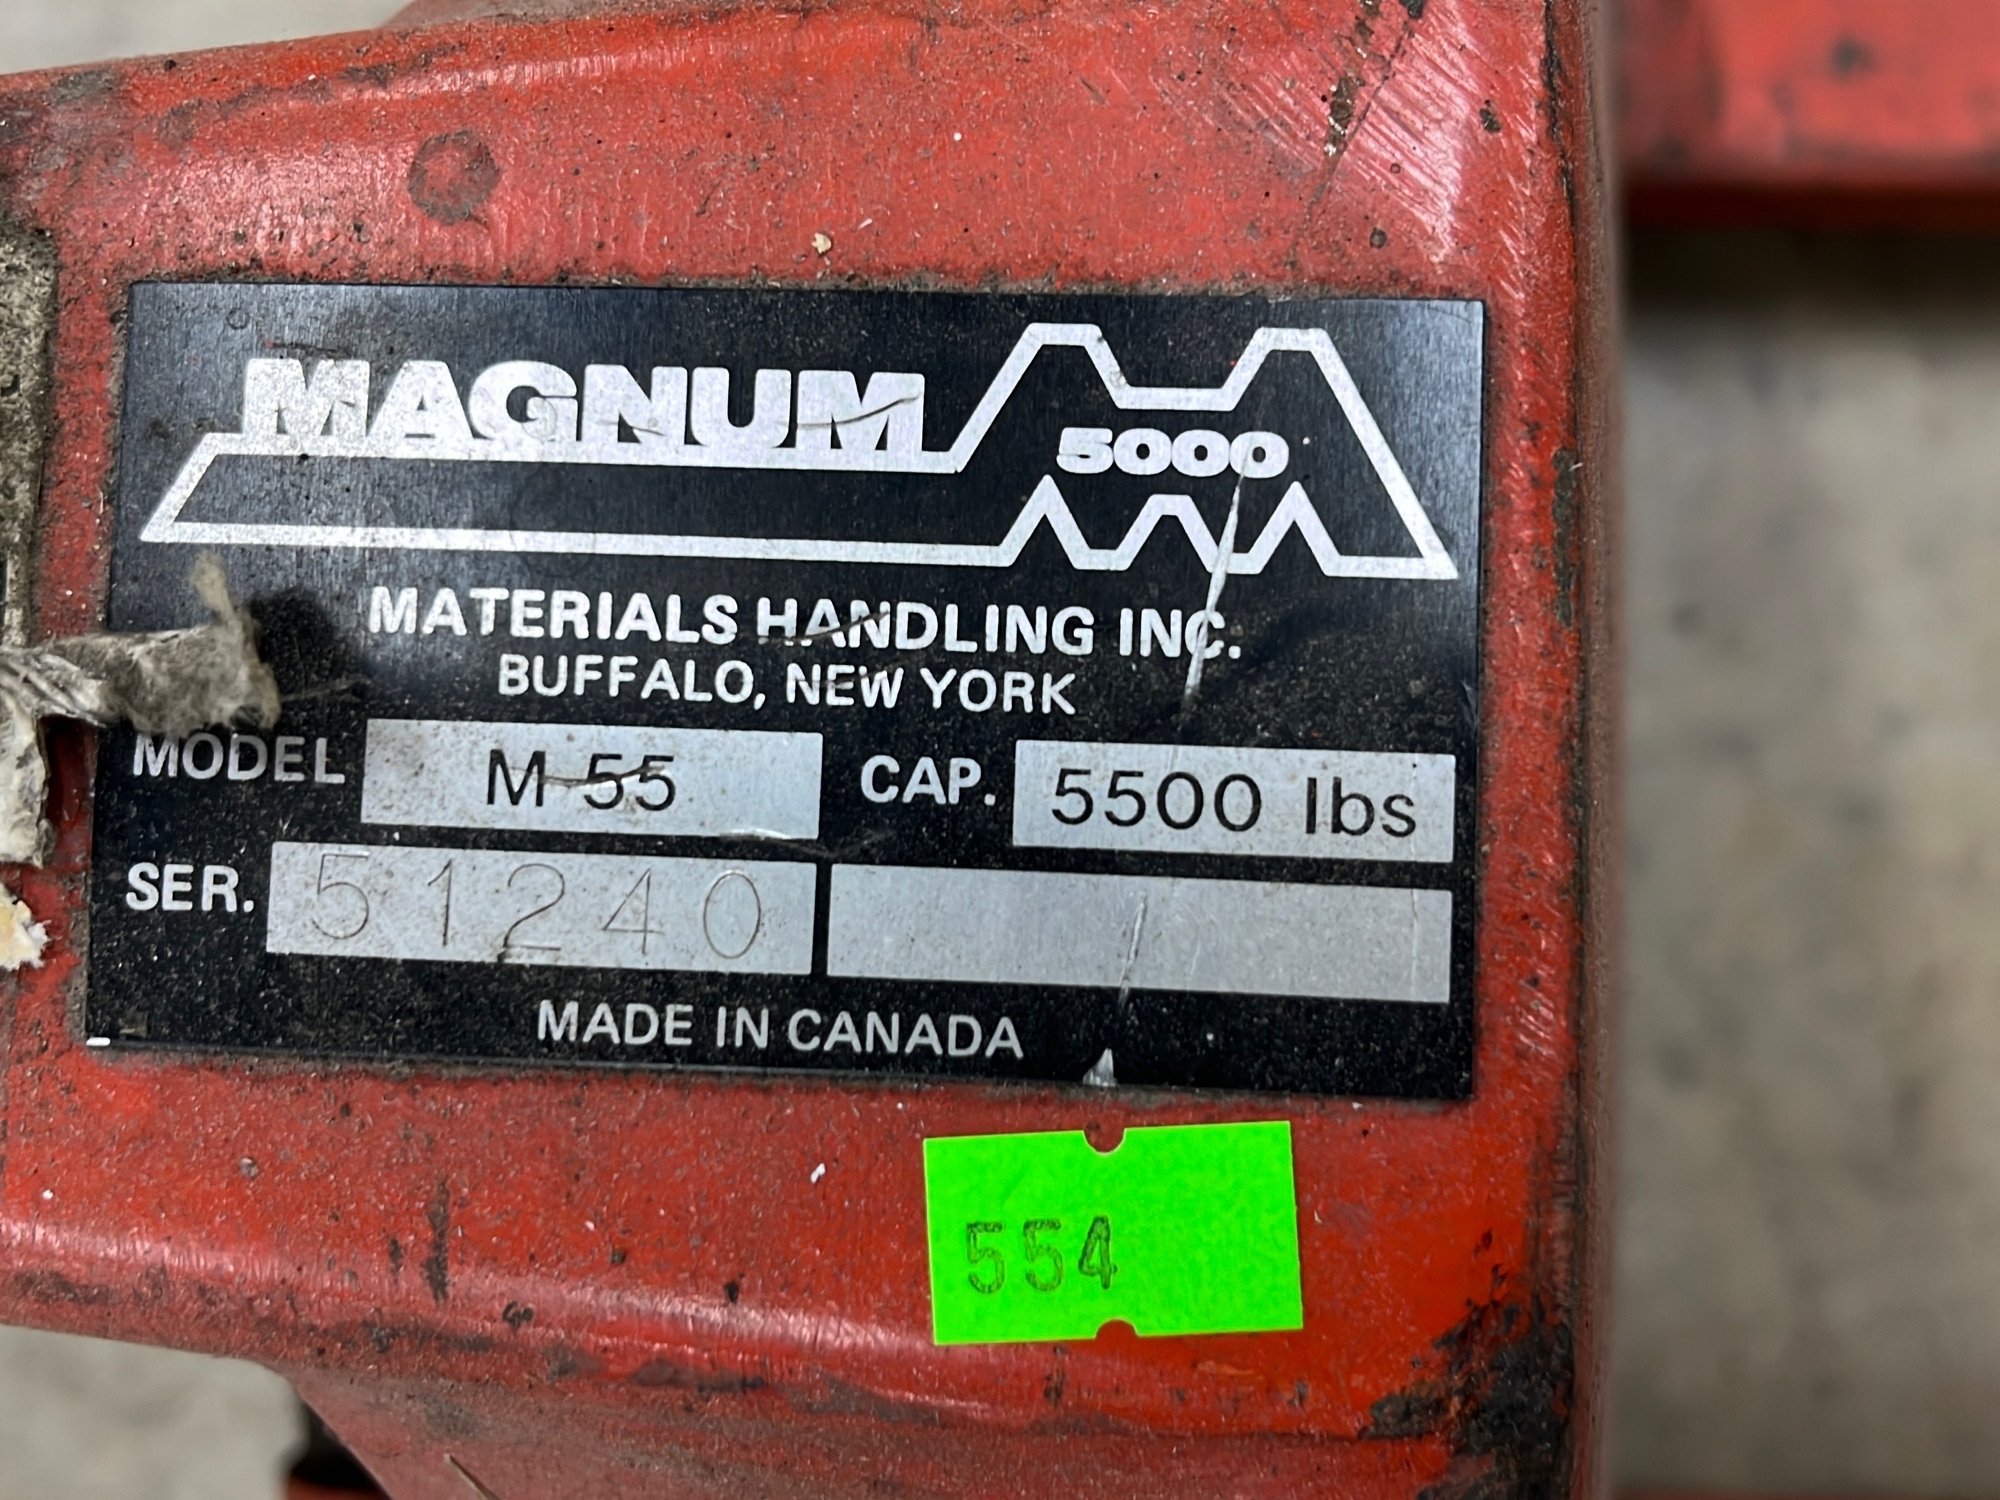 MAGNUM
5000
MATERIALS HANDLING INC.
BUFFALO, NEW YORK
MODEL M 55 CAP. 5500 lbs
SER. 51240
MADE IN CANADA
554